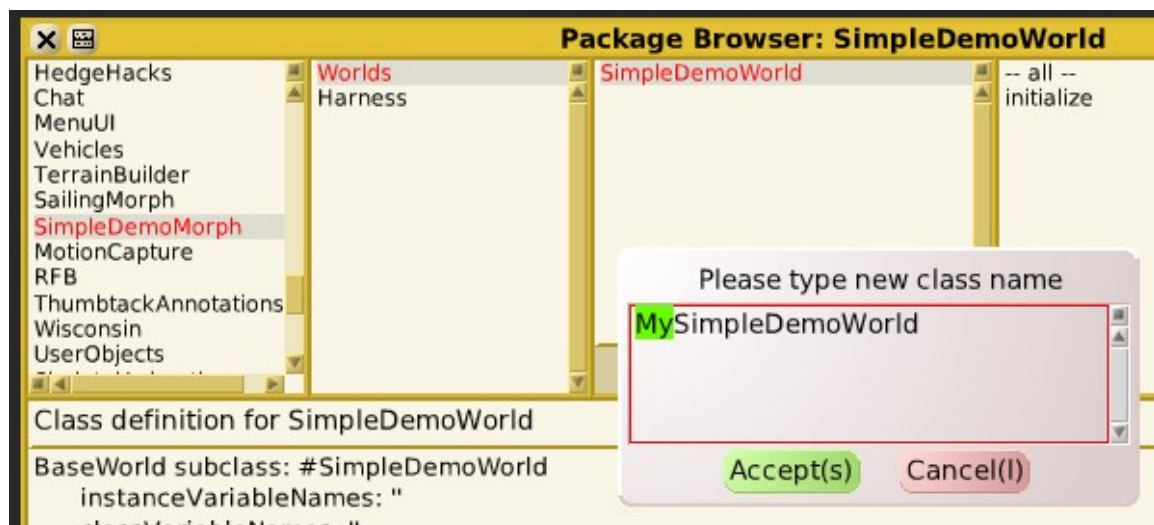 Package Browser: SimpleDemoWorld
HedgeHacks
Chat
MenuUI
Vehicles
TerrainBuilder
SailingMorph
SimpleDemoMorph
MotionCapture
RFB
ThumbtackAnnotations
Wisconsin
UserObjects
Worlds
Harness
SimpleDemoWorld
-- all --
initialize
Please type new class name
MySimpleDemoWorld
Accept(s) Cancel(l)
Class definition for SimpleDemoWorld
BaseWorld subclass: #SimpleDemoWorld
instanceVariableNames: ''